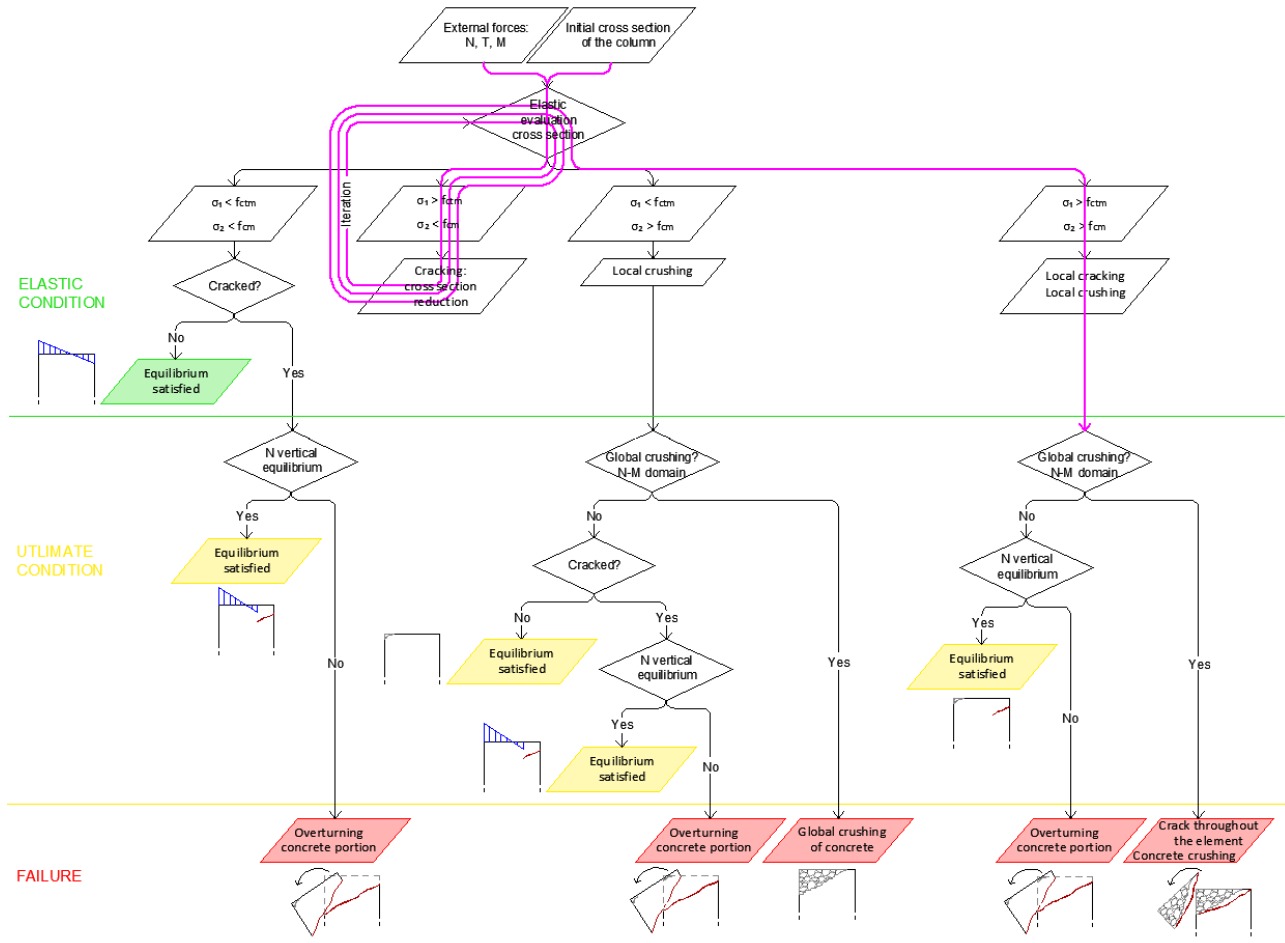 External forces:
N, T, M
Initial cross section
of the column
Elastic
evaluation
cross section
Iteration
σ₁ < fctm
σ₂ < fcm
σ₁ > fctm
σ₂ < fcm
σ₁ < fctm
σ₂ > fcm
σ₁ > fctm
σ₂ > fcm
ELASTIC
CONDITION
Cracked?
Cracking:
cross section
reduction
Local crushing
Local cracking
Local crushing
No
Yes
Equilibrium
satisfied
N vertical
equilibrium
Global crushing?
N-M domain
Global crushing?
N-M domain
Yes
No
No
Yes
No
Yes
UTLIMATE
CONDITION
Equilibrium
satisfied
Cracked?
N vertical
equilibrium
No
Yes
Yes
No
Equilibrium
satisfied
N vertical
equilibrium
Equilibrium
satisfied
Yes
No
Equilibrium
satisfied
FAILURE
Overturning
concrete portion
Overturning
concrete portion
Global crushing
of concrete
Overturning
concrete portion
Crack throughout
the element
Concrete crushing